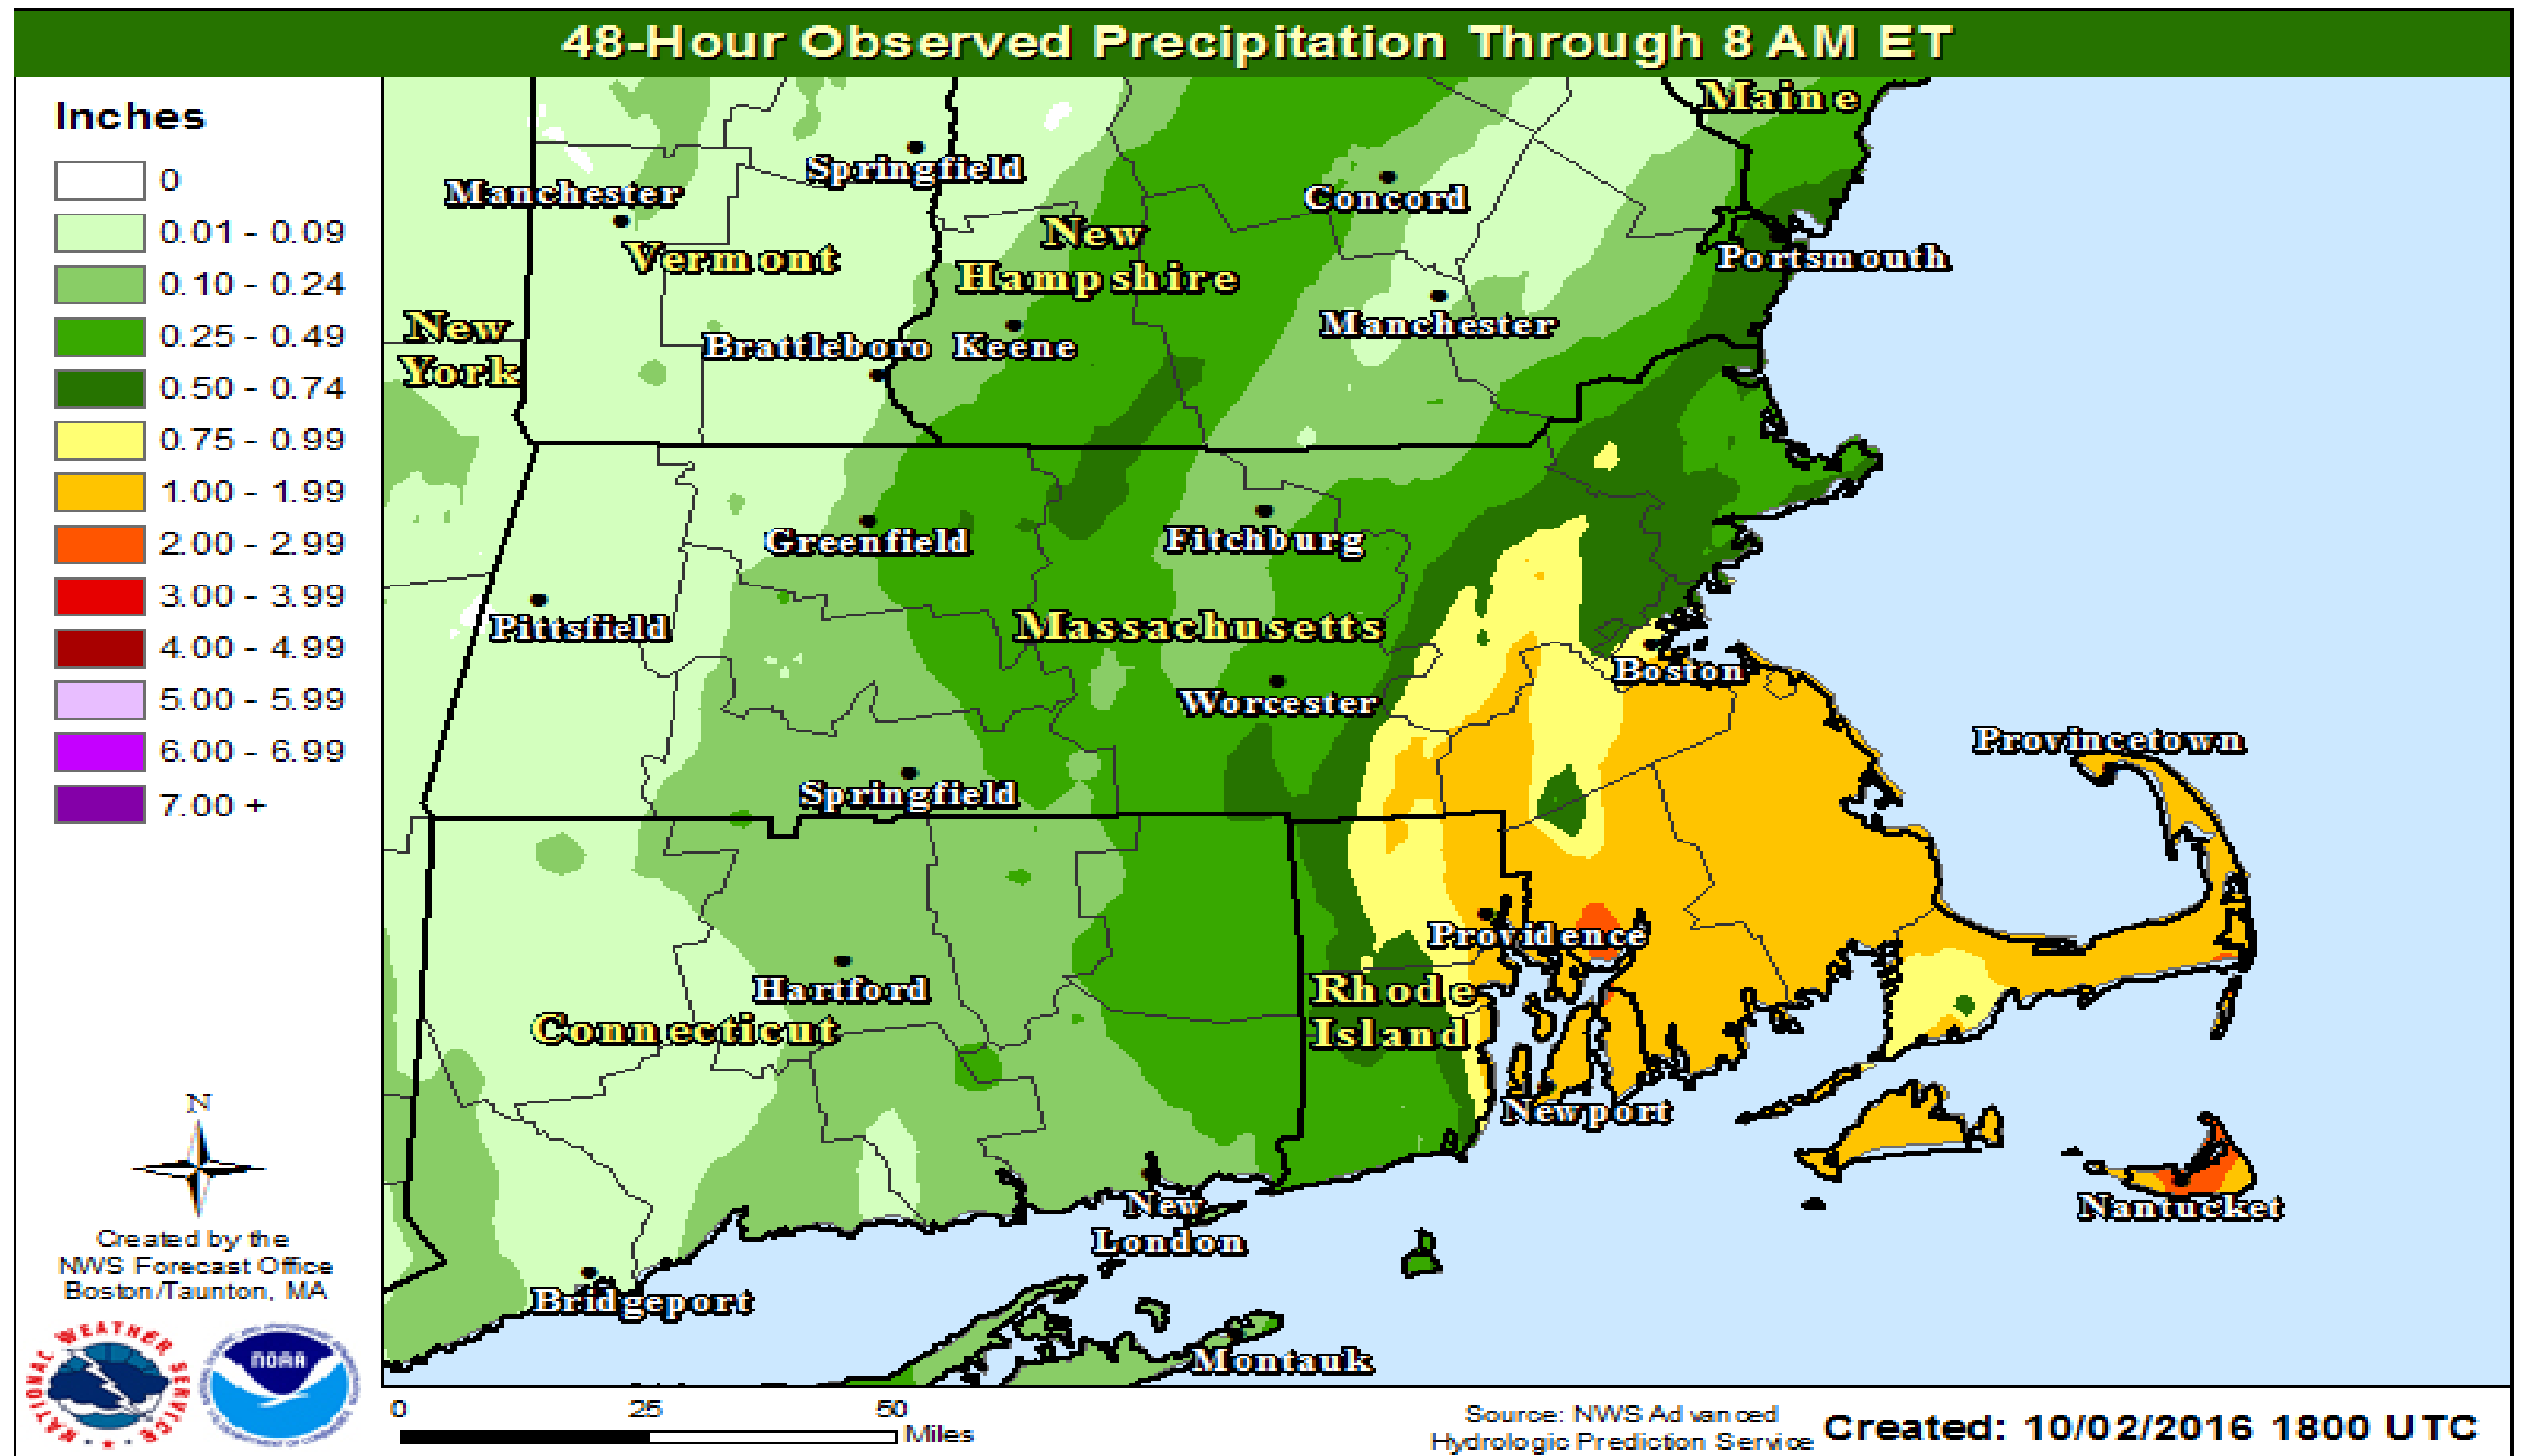 48-Hour Observed Precipitation Through 8 AM ET
Inches
0
0.01 - 0.09
0.10 - 0.24
0.25 - 0.49
0.50 - 0.74
0.75 - 0.99
1.00 - 1.99
2.00 - 2.99
3.00 - 3.99
4.00 - 4.99
5.00 - 5.99
6.00 - 6.99
7.00 +
N
Created by the
NWS Forecast Office
Boston/Taunton, MA
NATIONAL WEATHER SERVICE
NOAA
Maine
Springfield
Manchester
Concord
New
Hampshire
Vermont
Portsmouth
New
York
Manchester
Brattleboro
Keene
Greenfield
Fitchburg
Pittsfield
Massachusetts
Boston
Worcester
Provincetown
Springfield
Providence
Hartford
Rhode
Island
Connecticut
Newport
New
London
Nantucket
Bridgeport
Montauk
0 25 50
Miles
Source: NWS Advanced
Hydrologic Prediction Service
Created: 10/02/2016 1800 UTC